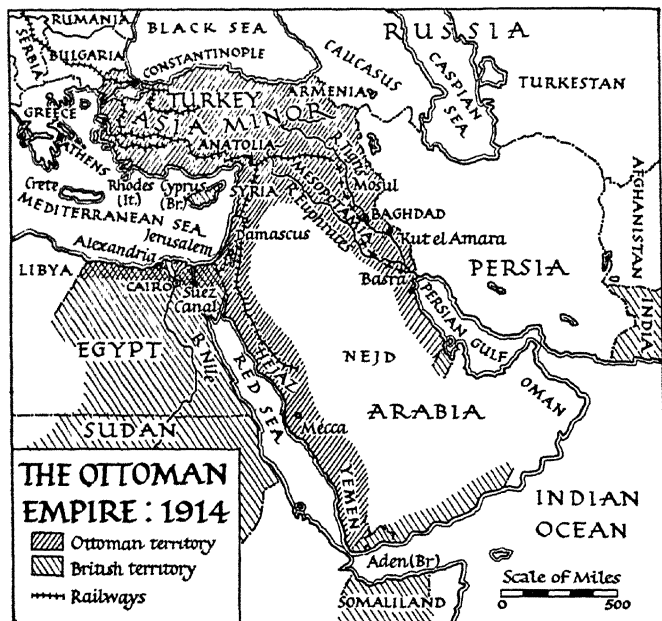 RUMANIA
BLACK SEA
RUSSIA
SERBIA
BULGARIA
CONSTANTINOPLE
CAUCASUS
CASPIAN
SEA
TURKESTAN
GREECE
TURKEY
ARMENIA
ASIA MINOR
ATHENS
ANATOLIA
R. Tigris
Crete
Rhodes
(It.)
Cyprus
(Br.)
SYRIA
MESOPOTAMIA
Mosul
AFGHANISTAN
MEDITERRANEAN SEA
R. Euphrates
BAGHDAD
Jerusalem
Damascus
Kut el Amara
Alexandria
LIBYA
CAIRO
Suez
Canal
Basra
PERSIA
PERSIAN GULF
INDIA
EGYPT
R. Nile
RED SEA
HEJAZ
NEJD
OMAN
ARABIA
Mecca
SUDAN
YEMEN
THE OTTOMAN
EMPIRE : 1914
Ottoman territory
British territory
Railways
INDIAN
OCEAN
Aden (Br)
SOMALILAND
Scale of Miles
0 500